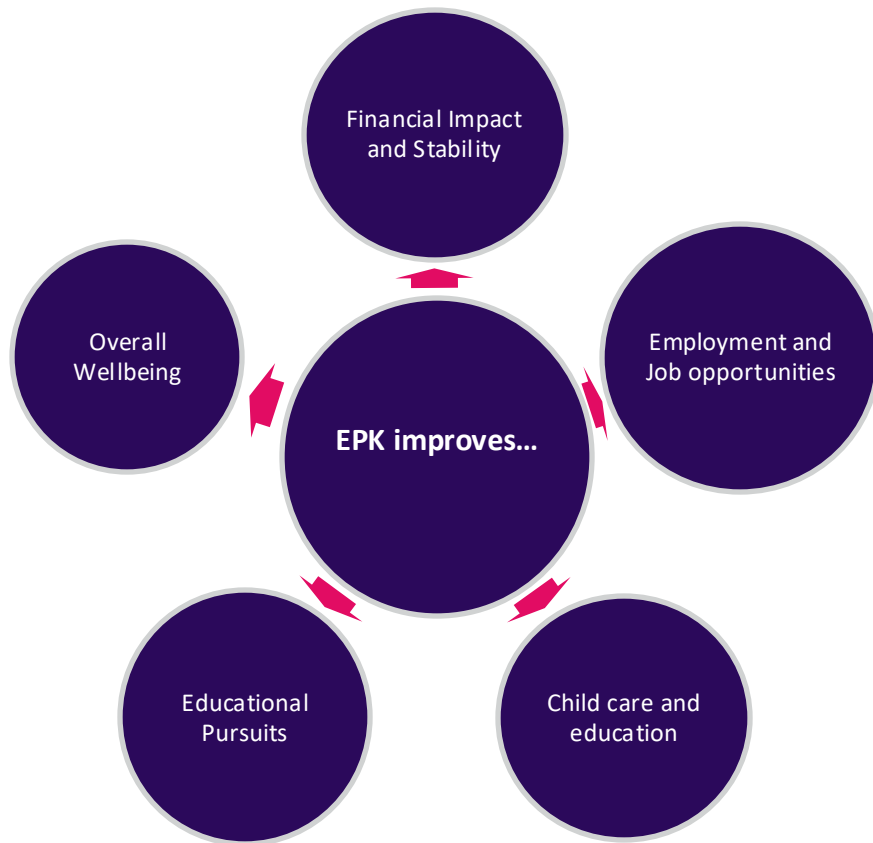 Financial Impact
and Stability
Overall
Wellbeing
Employment and
Job opportunities
EPK improves...
Educational
Pursuits
Child care and
education